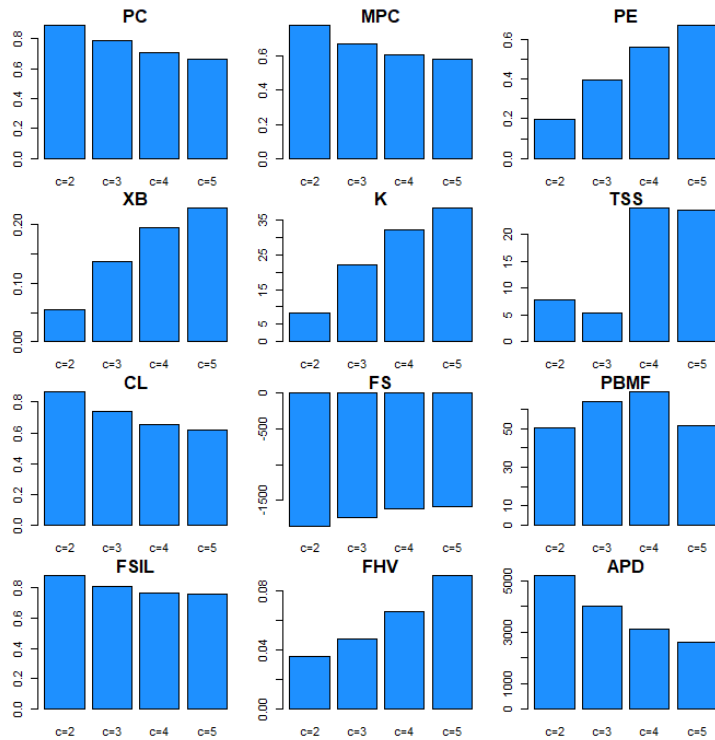 PC
0.0 0.2 0.4 0.6 0.8
c=2 c=3 c=4 c=5
MPC
0.0 0.2 0.4 0.6
c=2 c=3 c=4 c=5
PE
0.0 0.2 0.4 0.6
c=2 c=3 c=4 c=5
XB
0.00 0.10 0.20
c=2 c=3 c=4 c=5
K
0 5 15 25 35
c=2 c=3 c=4 c=5
TSS
0 5 10 15 20
c=2 c=3 c=4 c=5
CL
0.0 0.2 0.4 0.6 0.8
c=2 c=3 c=4 c=5
FS
-1500 -500 0
c=2 c=3 c=4 c=5
PBMF
0 10 30 50
c=2 c=3 c=4 c=5
FSIL
0.0 0.2 0.4 0.6 0.8
c=2 c=3 c=4 c=5
FHV
0.00 0.04 0.08
c=2 c=3 c=4 c=5
APD
0 1000 3000 5000
c=2 c=3 c=4 c=5